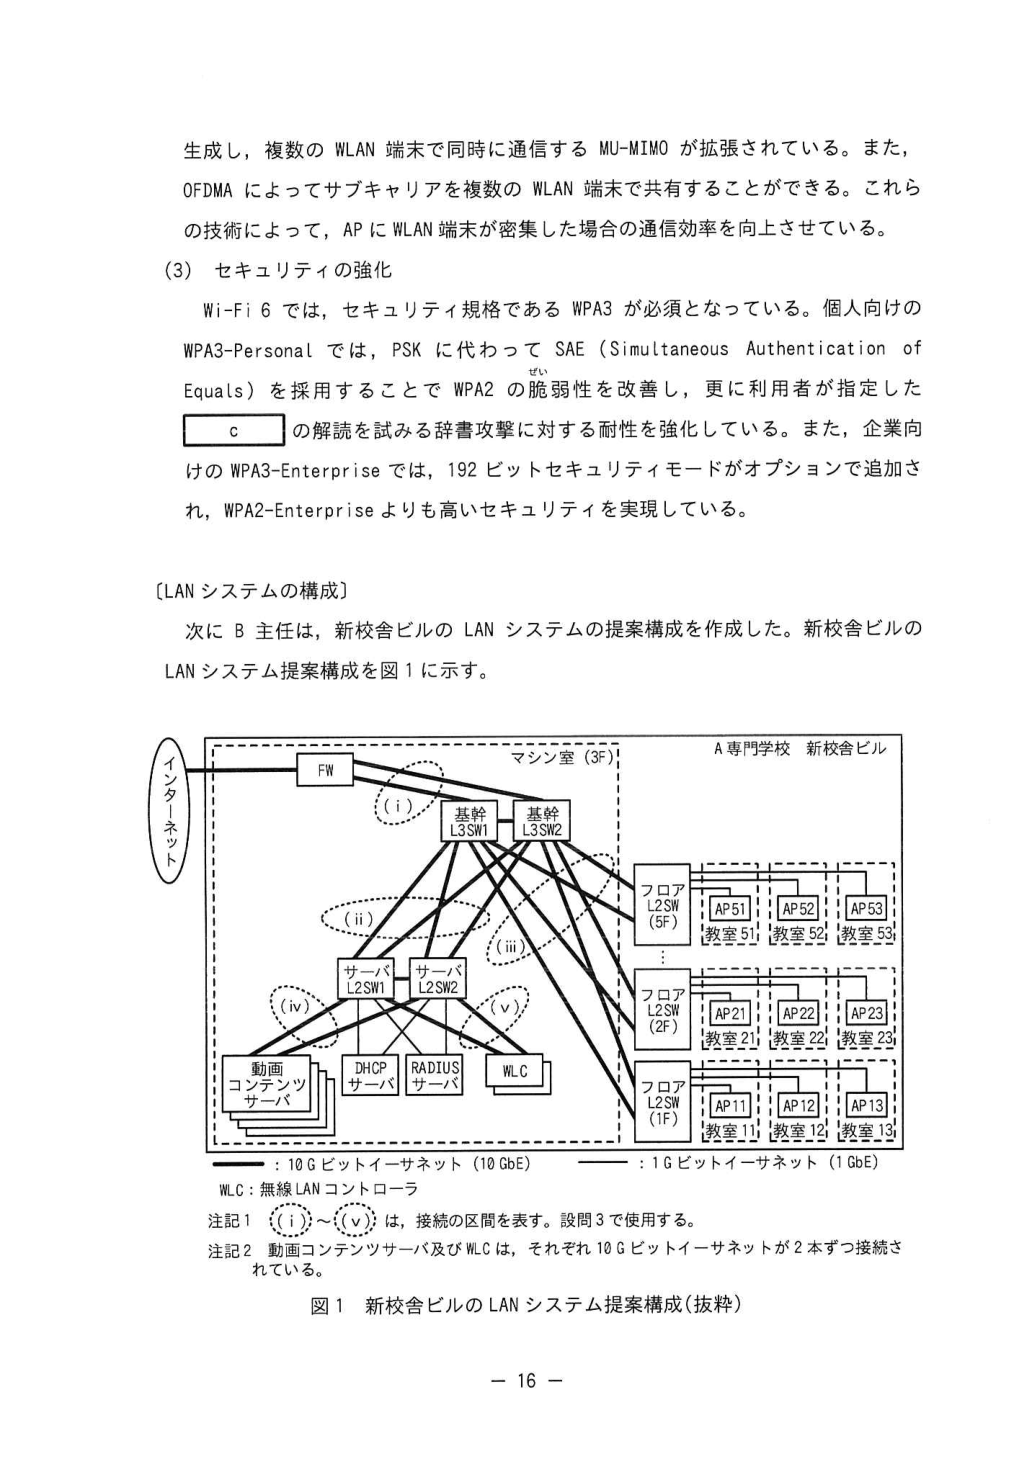 生成し，複数の WLAN 端末で同時に通信する MU-MIMO が拡張されている。また，
OFDMA によってサブキャリアを複数の WLAN 端末で共有することができる。これら
の技術によって，AP に WLAN 端末が密集した場合の通信効率を向上させている。
(3) セキュリティの強化
Wi-Fi 6 では，セキュリティ規格である WPA3 が必須となっている。個人向けの
WPA3-Personal では，PSK に代わって SAE（Simultaneous Authentication of
ぜい
Equals）を採用することで WPA2 の脆弱性を改善し，更に利用者が指定した
c の解読を試みる辞書攻撃に対する耐性を強化している。また，企業向
けの WPA3-Enterprise では，192 ビットセキュリティモードがオプションで追加さ
れ，WPA2-Enterprise よりも高いセキュリティを実現している。
〔LAN システムの構成〕
次に B 主任は，新校舎ビルの LAN システムの提案構成を作成した。新校舎ビルの
LAN システム提案構成を図 1 に示す。
インターネット
FW
マシン室（3F）
A 専門学校 新校舎ビル
(ⅰ)
基幹
L3SW1
基幹
L3SW2
(ⅱ)
(ⅲ)
フロア
L2SW
(5F)
AP51
AP52
AP53
教室 51
教室 52
教室 53
⋮
サーバ
L2SW1
サーバ
L2SW2
(ⅳ)
(ⅴ)
フロア
L2SW
(2F)
AP21
AP22
AP23
教室 21
教室 22
教室 23
動画
コンテンツ
サーバ
DHCP
サーバ
RADIUS
サーバ
WLC
フロア
L2SW
(1F)
AP11
AP12
AP13
教室 11
教室 12
教室 13
：10 G ビットイーサネット（10 GbE） ：1 G ビットイーサネット（1 GbE）
WLC：無線 LAN コントローラ
注記 1 (ⅰ)～(ⅴ) は，接続の区間を表す。設問 3 で使用する。
注記 2 動画コンテンツサーバ及び WLC は，それぞれ 10 G ビットイーサネットが 2 本ずつ接続さ
れている。
図 1 新校舎ビルの LAN システム提案構成（抜粋）
― 16 ―